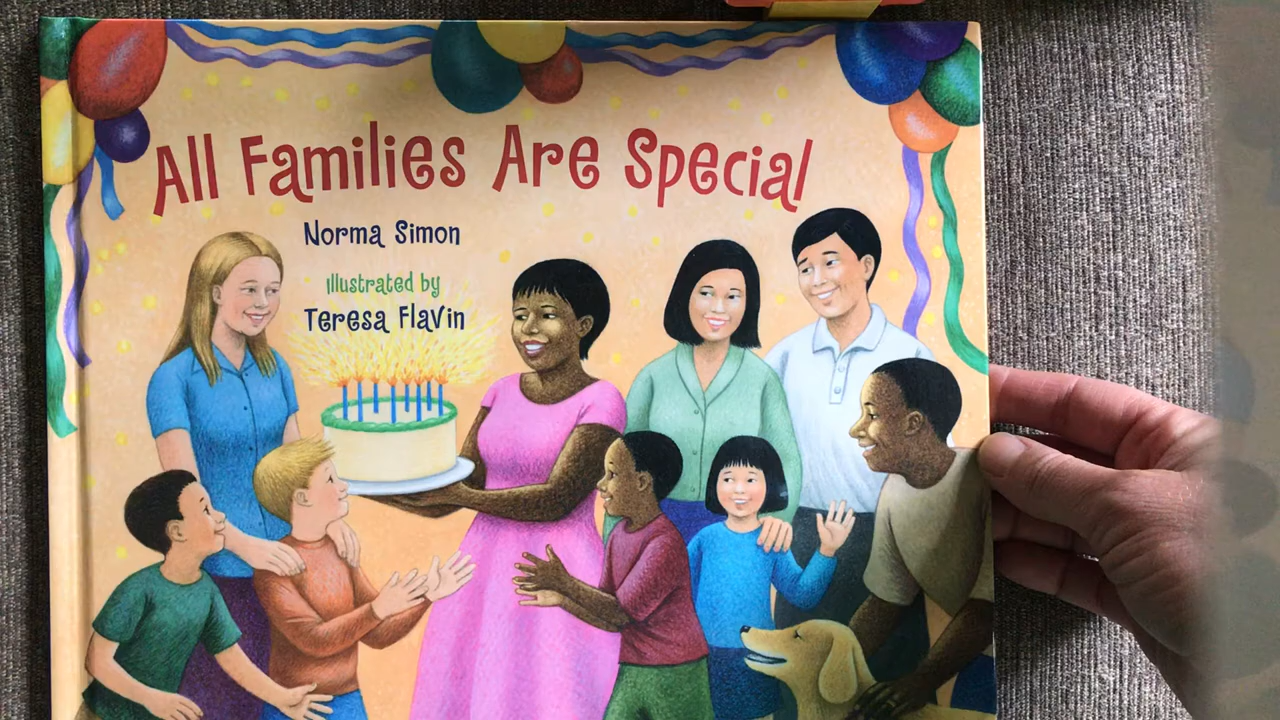 All Families Are Special
Norma Simon
illustrated by
Teresa Flavin